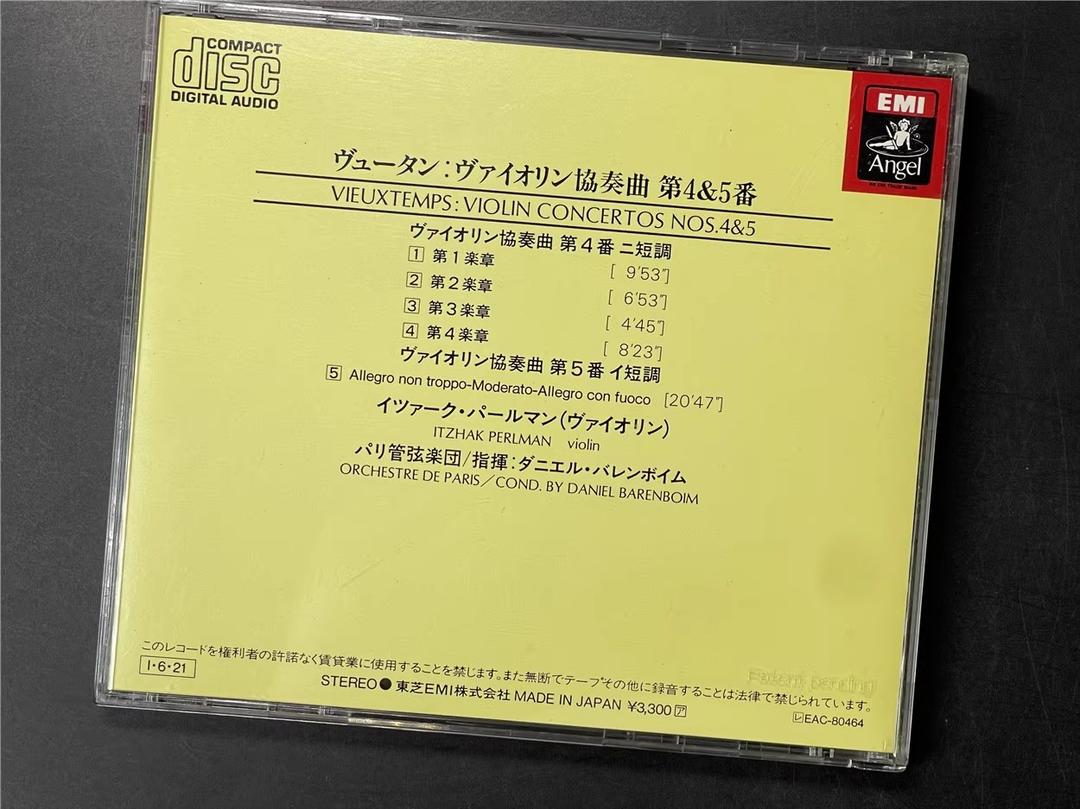 COMPACT
disc
DIGITAL AUDIO
EMI
Angel
ヴュータン:ヴァイオリン協奏曲 第4&5番
VIEUXTEMPS: VIOLIN CONCERTOS NOS.4&5
ヴァイオリン協奏曲 第4番 ニ短調
1 第1楽章 [ 9'53"]
2 第2楽章 [ 6'53"]
3 第3楽章 [ 4'45"]
4 第4楽章 [ 8'23"]
ヴァイオリン協奏曲 第5番 イ短調
5 Allegro non troppo-Moderato-Allegro con fuoco [20'47"]
イツァーク・パールマン(ヴァイオリン)
ITZHAK PERLMAN violin
パリ管弦楽団/指揮:ダニエル・バレンボイム
ORCHESTRE DE PARIS/COND. BY DANIEL BARENBOIM
このレコードを権利者の許諾なく賃貸業に使用することを禁じます。また無断でテープその他に録音することは法律で禁じられています。
I・6・21
STEREO● 東芝EMI株式会社 MADE IN JAPAN ¥3,300 ア
Patent pending
レ EAC-80464